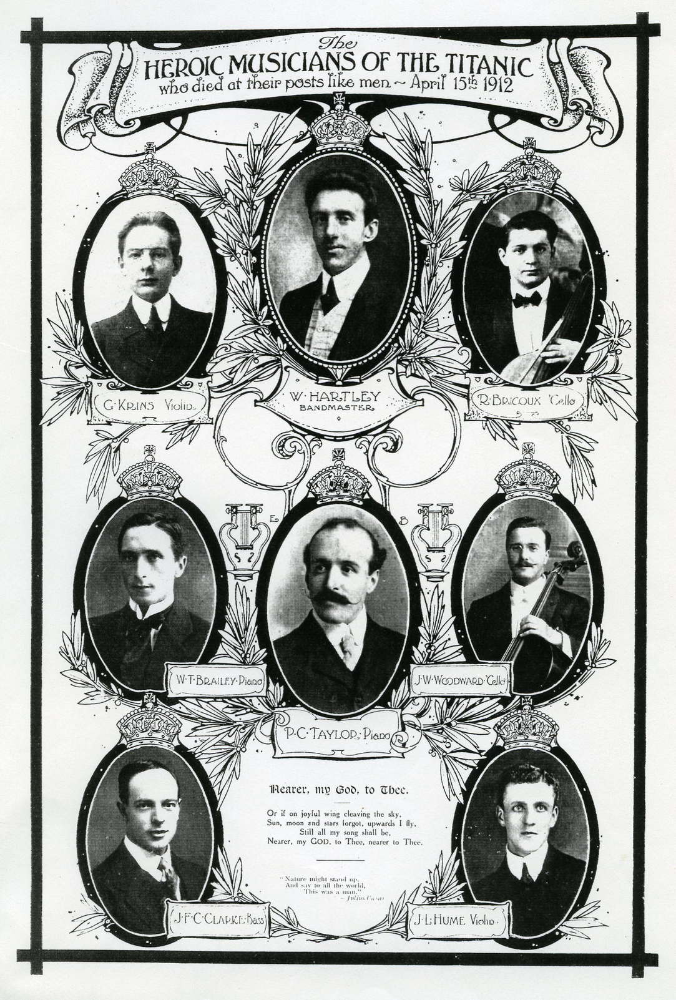 The
HEROIC MUSICIANS OF THE TITANIC
who died at their posts like men ~ April 15th 1912
G·KRINS Violin.
W·HARTLEY
BANDMASTER
R·BRICOUX 'Cello
E
B
W·T·BRAILEY·Piano
J·W·WOODWARD·'Cello
P·C·TAYLOR·Piano
Nearer, my God, to Thee.
Or if on joyful wing cleaving the sky,
Sun, moon and stars forgot, upwards I fly,
Still all my song shall be,
Nearer, my GOD, to Thee, nearer to Thee.
"Nature might stand up,
And say to all the world,
This was a man."
– Julius Cæsar
J·F·C·CLARKE·Bass
J·L·HUME Violin.